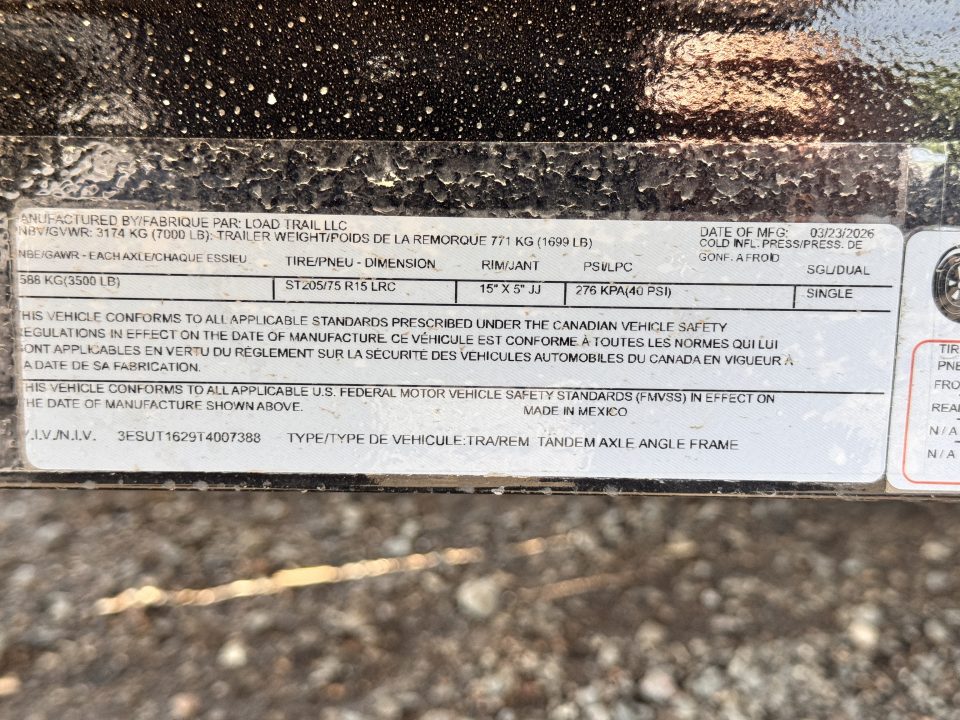 ANUFACTURED BY/FABRIQUE PAR: LOAD TRAIL LLC
NBV/GVWR: 3174 KG (7000 LB): TRAILER WEIGHT/POIDS DE LA REMORQUE 771 KG (1699 LB)
DATE OF MFG: 03/23/2026
COLD INFL. PRESS/PRESS. DE
GONF. A FROID
NBE/GAWR - EACH AXLE/CHAQUE ESSIEU TIRE/PNEU - DIMENSION RIM/JANT PSI/LPC SGL/DUAL
588 KG(3500 LB) ST205/75 R15 LRC 15" X 5" JJ 276 KPA(40 PSI) SINGLE
THIS VEHICLE CONFORMS TO ALL APPLICABLE STANDARDS PRESCRIBED UNDER THE CANADIAN VEHICLE SAFETY
EGULATIONS IN EFFECT ON THE DATE OF MANUFACTURE. CE VÉHICULE EST CONFORME À TOUTES LES NORMES QUI LUI
ONT APPLICABLES EN VERTU DU RÈGLEMENT SUR LA SÉCURITÉ DES VÉHICULES AUTOMOBILES DU CANADA EN VIGUEUR À
A DATE DE SA FABRICATION.
THIS VEHICLE CONFORMS TO ALL APPLICABLE U.S. FEDERAL MOTOR VEHICLE SAFETY STANDARDS (FMVSS) IN EFFECT ON
THE DATE OF MANUFACTURE SHOWN ABOVE. MADE IN MEXICO
V.I.V./N.I.V. 3ESUT1629T4007388 TYPE/TYPE DE VEHICULE:TRA/REM TANDEM AXLE ANGLE FRAME
TIR
PNE
FRO
REA
N/A
N/A